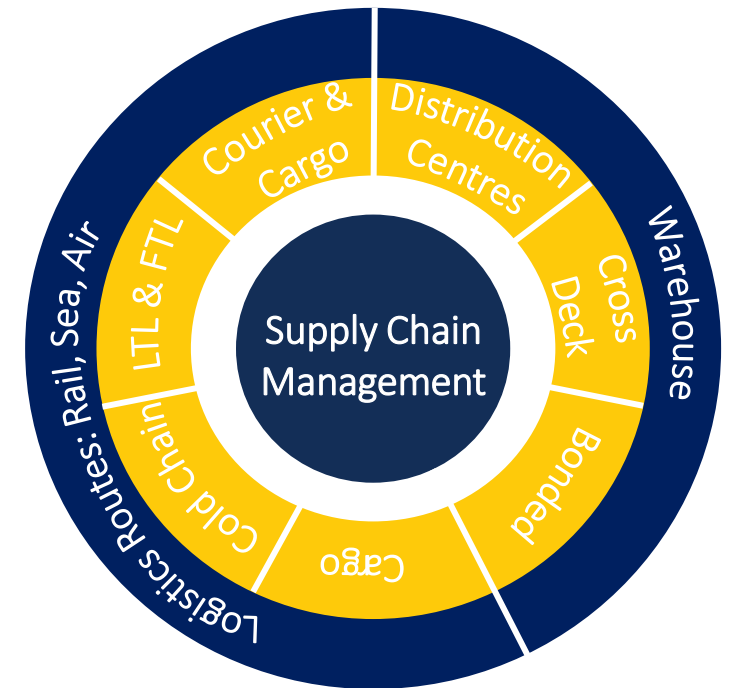 Supply Chain
Management
Distribution
Centres
Cross
Deck
Bonded
Cargo
Cold Chain
LTL & FTL
Courier &
Cargo
Warehouse
Logistics Routes: Rail, Sea, Air